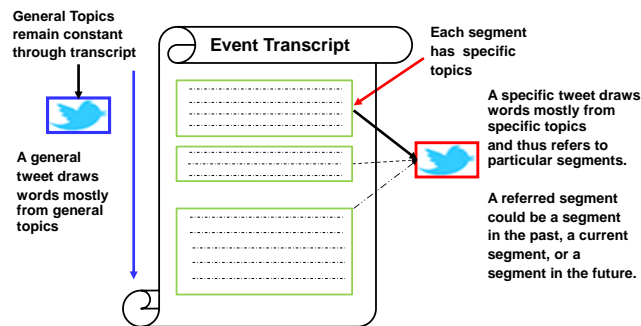 General Topics
remain constant
through transcript
Event Transcript
Each segment
has specific
topics
A general
tweet draws
words mostly
from general
topics
A specific tweet draws
words mostly from
specific topics
and thus refers to
particular segments.
A referred segment
could be a segment
in the past, a current
segment, or a
segment in the future.